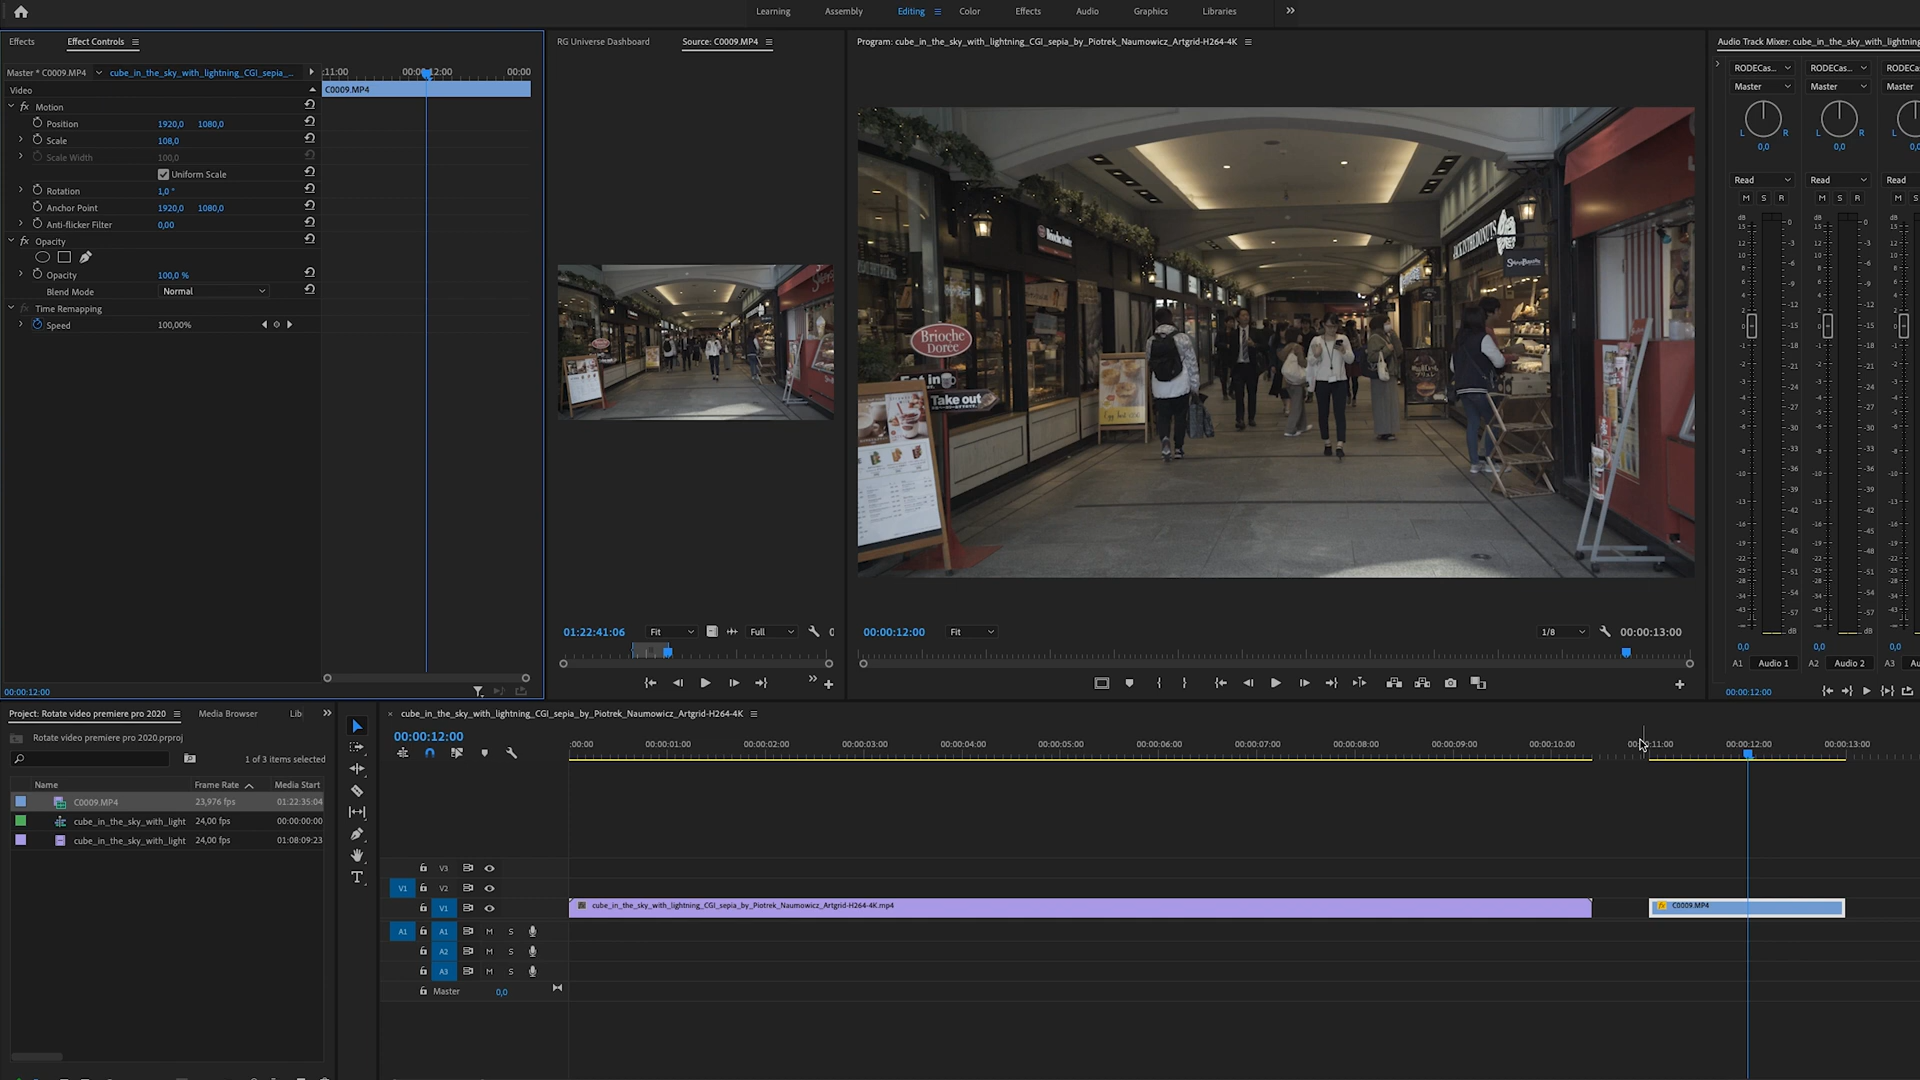 Learning Assembly Editing Color Effects Audio Graphics Libraries
Effects Effect Controls
RG Universe Dashboard Source: C0009.MP4
Program: cube_in_the_sky_with_lightning_CGI_sepia_by_Piotrek_Naumowicz_Artgrid-H264-4K
Audio Track Mixer: cube_in_the_sky_with_lightning
Master * C0009.MP4 cube_in_the_sky_with_lightning_CGI_sepia_...
:11:00 00:00:12:00 00:00
Video
C0009.MP4
Motion
Position 1920,0 1080,0
Scale 108,0
Scale Width 100,0
Uniform Scale
Rotation 1,0 °
Anchor Point 1920,0 1080,0
Anti-flicker Filter 0,00
Opacity
Opacity 100,0 %
Blend Mode Normal
Time Remapping
Speed 100,00%
00:00:12:00
Brioche Dorée
Eat in
Take out
01:22:41:06 Fit Full
00:00:12:00 Fit 1/8 00:00:13:00
RODECas... RODECas... RODECa
Master Master Master
L R L R L
0,0 0,0 0,0
Read Read Read
M S R M S R M S
dB dB dB
0,0 0,0 0,0
A1 Audio 1 A2 Audio 2 A3 Au
00:00:12:00
Project: Rotate video premiere pro 2020 Media Browser Lib
Rotate video premiere pro 2020.prproj
1 of 3 items selected
Name Frame Rate Media Start
C0009.MP4 23,976 fps 01:22:35:04
cube_in_the_sky_with_light 24,00 fps 00:00:00:00
cube_in_the_sky_with_light 24,00 fps 01:08:09:23
cube_in_the_sky_with_lightning_CGI_sepia_by_Piotrek_Naumowicz_Artgrid-H264-4K
00:00:12:00
:00:00 00:00:01:00 00:00:02:00 00:00:03:00 00:00:04:00 00:00:05:00 00:00:06:00 00:00:07:00 00:00:08:00 00:00:09:00 00:00:10:00 00:00:11:00 00:00:12:00 00:00:13:00
V3
V1 V2
V1
cube_in_the_sky_with_lightning_CGI_sepia_by_Piotrek_Naumowicz_Artgrid-H264-4K.mp4
C0009.MP4
A1 A1 M S
A2 M S
A3 M S
Master 0,0